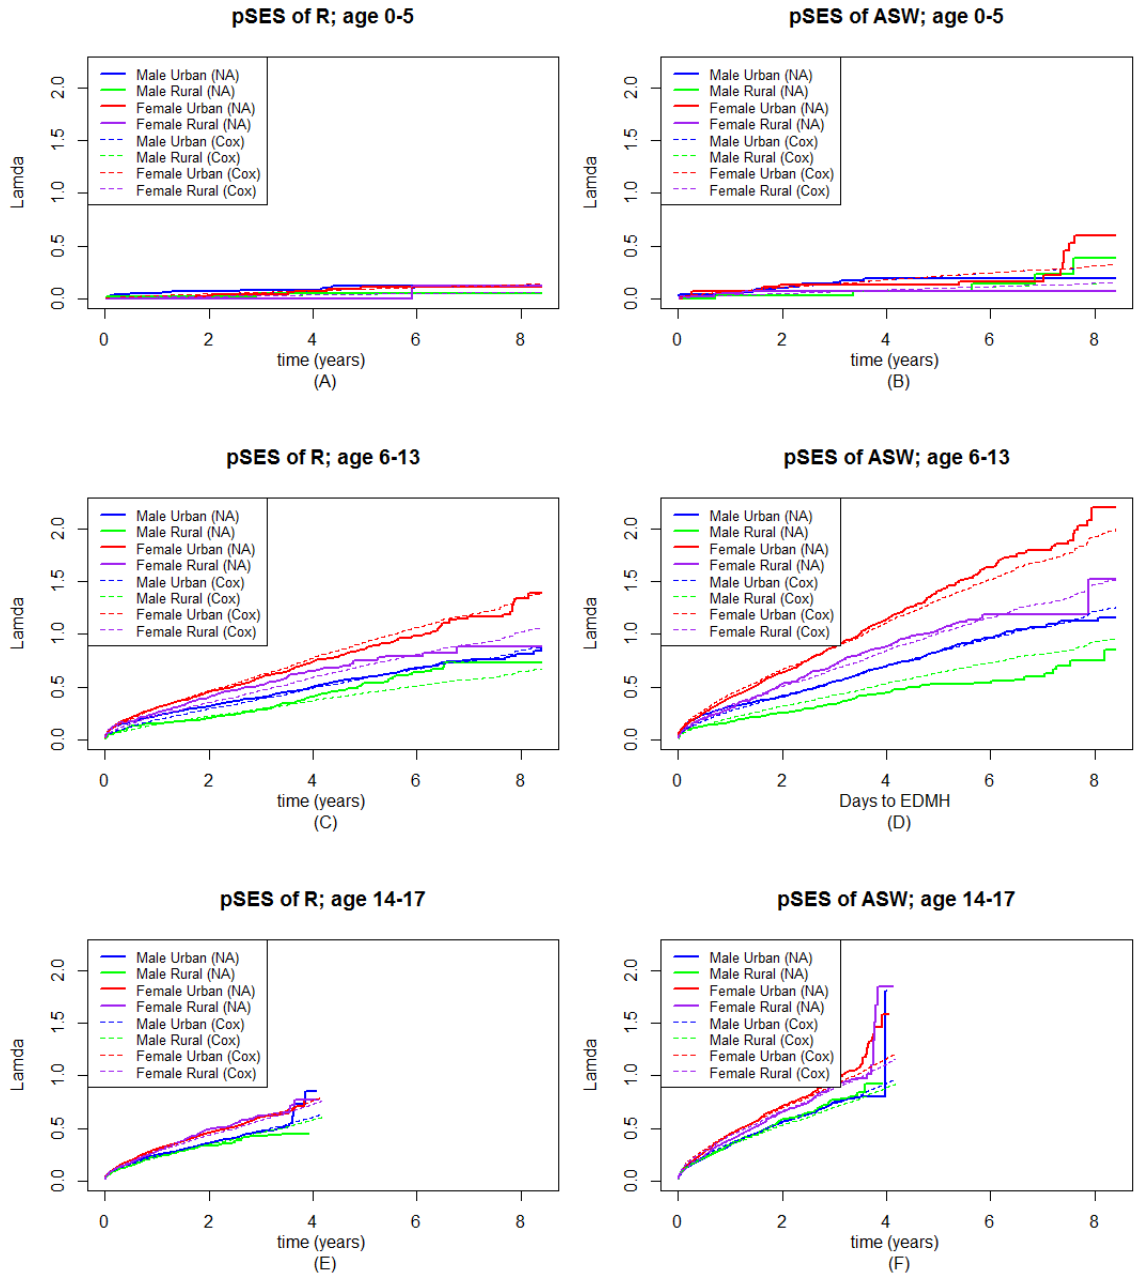 pSES of R; age 0-5
Lamda
2.0
1.5
1.0
0.5
0.0
Male Urban (NA)
Male Rural (NA)
Female Urban (NA)
Female Rural (NA)
Male Urban (Cox)
Male Rural (Cox)
Female Urban (Cox)
Female Rural (Cox)
0 2 4 6 8
time (years)
(A)
pSES of ASW; age 0-5
Lamda
2.0
1.5
1.0
0.5
0.0
Male Urban (NA)
Male Rural (NA)
Female Urban (NA)
Female Rural (NA)
Male Urban (Cox)
Male Rural (Cox)
Female Urban (Cox)
Female Rural (Cox)
0 2 4 6 8
time (years)
(B)
pSES of R; age 6-13
Lamda
2.0
1.5
1.0
0.5
0.0
Male Urban (NA)
Male Rural (NA)
Female Urban (NA)
Female Rural (NA)
Male Urban (Cox)
Male Rural (Cox)
Female Urban (Cox)
Female Rural (Cox)
0 2 4 6 8
time (years)
(C)
pSES of ASW; age 6-13
Lamda
2.0
1.5
1.0
0.5
0.0
Male Urban (NA)
Male Rural (NA)
Female Urban (NA)
Female Rural (NA)
Male Urban (Cox)
Male Rural (Cox)
Female Urban (Cox)
Female Rural (Cox)
0 2 4 6 8
Days to EDMH
(D)
pSES of R; age 14-17
Lamda
2.0
1.5
1.0
0.5
0.0
Male Urban (NA)
Male Rural (NA)
Female Urban (NA)
Female Rural (NA)
Male Urban (Cox)
Male Rural (Cox)
Female Urban (Cox)
Female Rural (Cox)
0 2 4 6 8
time (years)
(E)
pSES of ASW; age 14-17
Lamda
2.0
1.5
1.0
0.5
0.0
Male Urban (NA)
Male Rural (NA)
Female Urban (NA)
Female Rural (NA)
Male Urban (Cox)
Male Rural (Cox)
Female Urban (Cox)
Female Rural (Cox)
0 2 4 6 8
time (years)
(F)